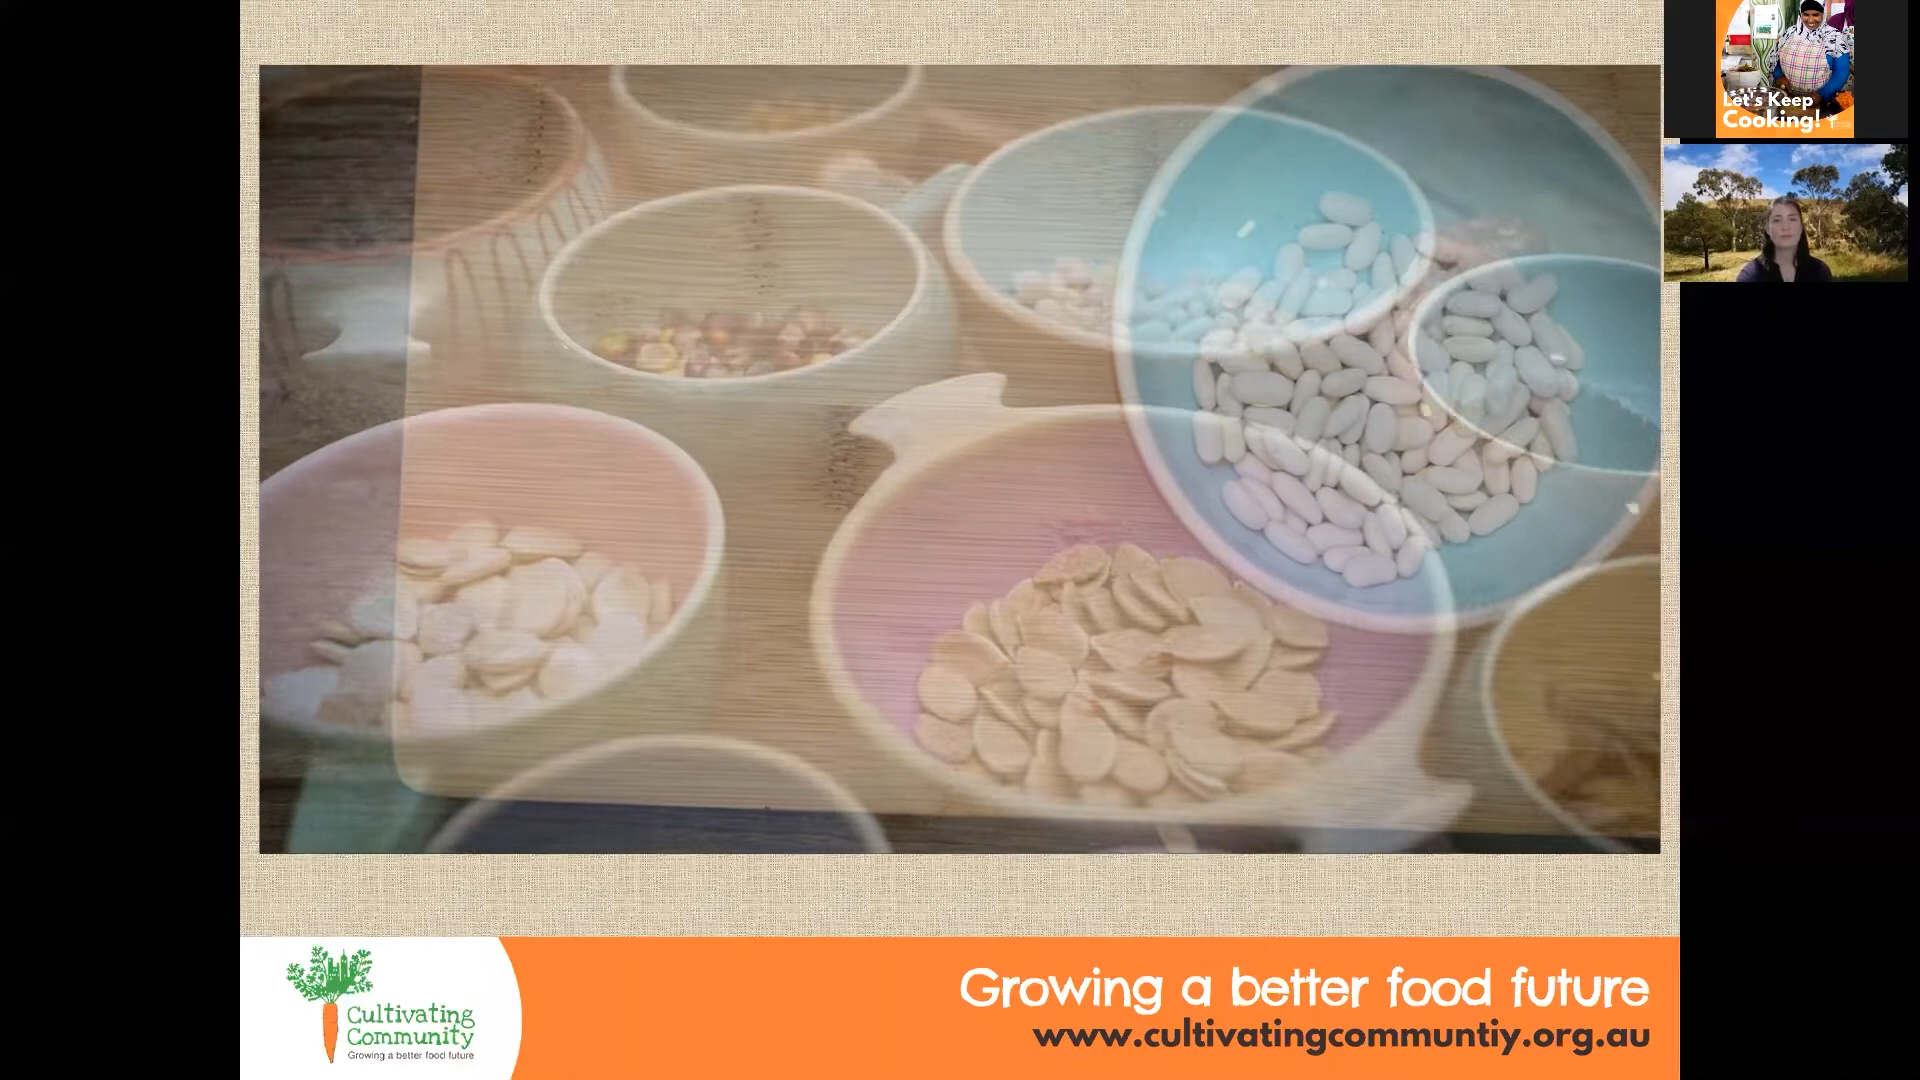 Let's Keep
Cooking!
Cultivating
Community
Growing a better food future
Growing a better food future
www.cultivatingcommuntiy.org.au